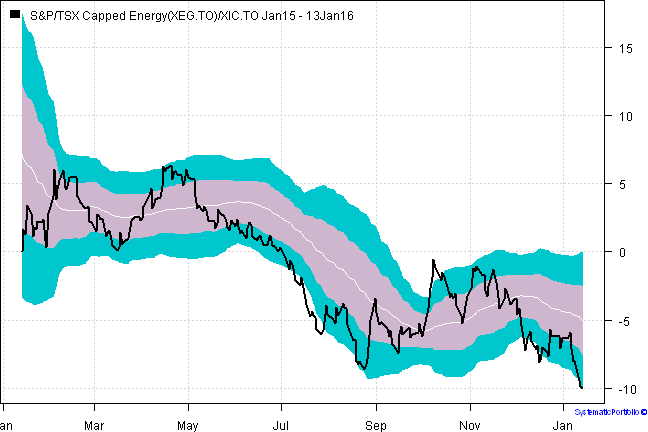 S&P/TSX Capped Energy(XEG.TO)/XIC.TO Jan15 - 13Jan16
15
10
5
0
-5
-10
an Mar May Jul Sep Nov Jan
SystematicPortfolio ©